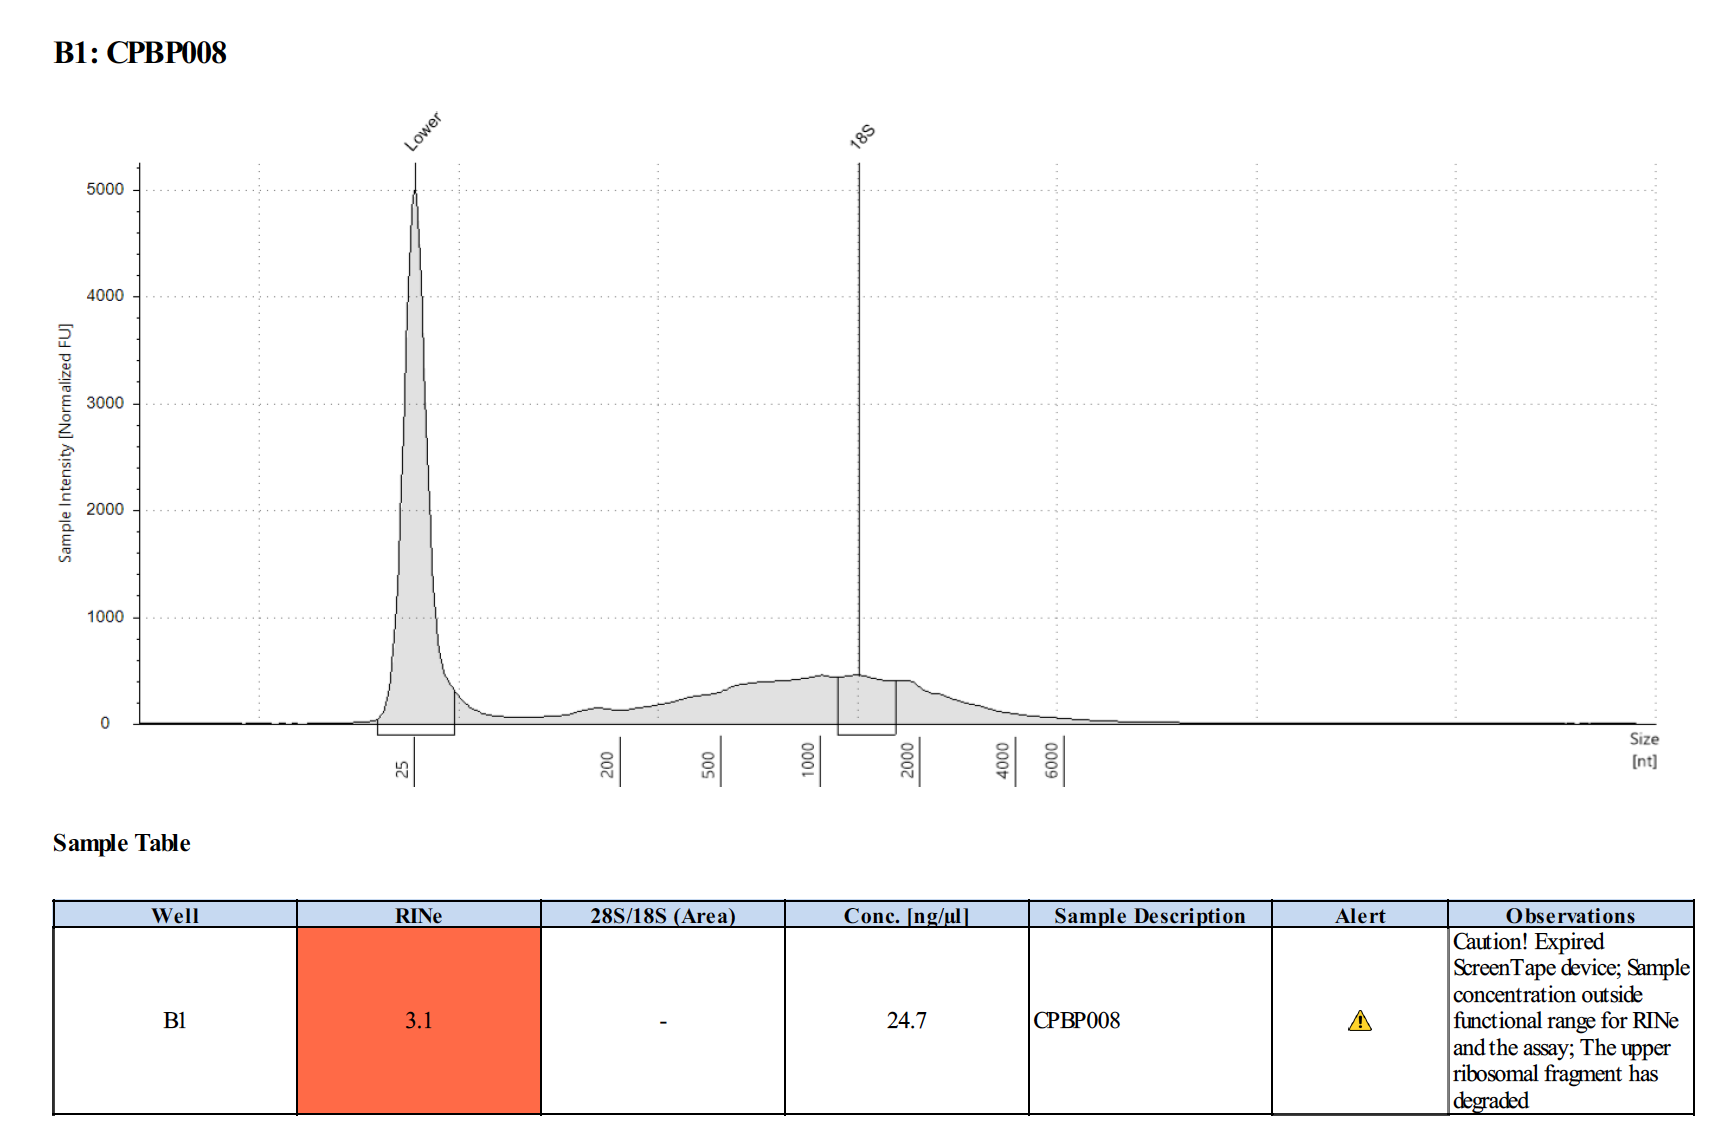 B1: CPBP008
Lower
18S
5000
4000
3000
2000
1000
0
Sample Intensity [Normalized FU]
25
200
500
1000
2000
4000
6000
Size
[nt]
Sample Table
Well RINe 28S/18S (Area) Conc. [ng/µl] Sample Description Alert Observations
B1 3.1 - 24.7 CPBP008
Caution! Expired
ScreenTape device; Sample
concentration outside
functional range for RINe
and the assay; The upper
ribosomal fragment has
degraded